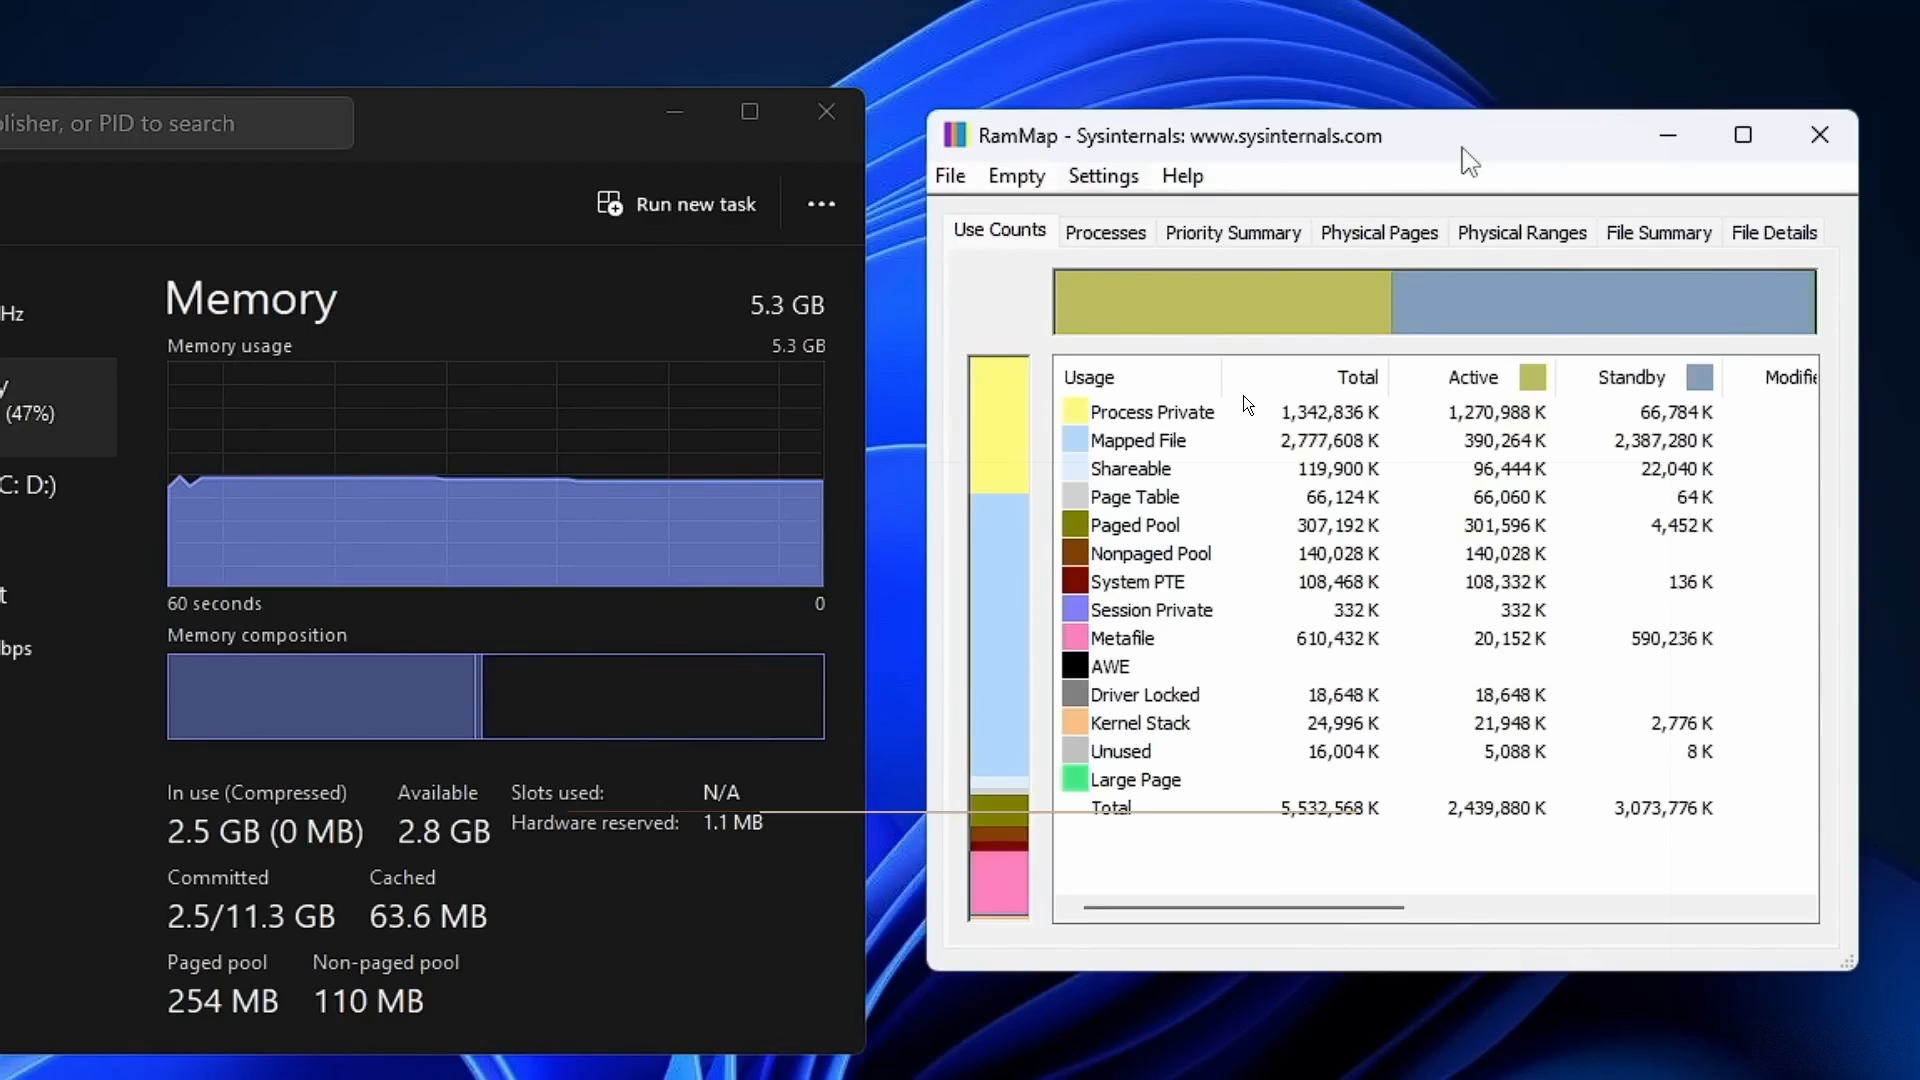 blisher, or PID to search
Run new task
Hz
y
(47%)
C: D:)
t
bps
Memory
5.3 GB
Memory usage
5.3 GB
60 seconds
0
Memory composition
In use (Compressed)
2.5 GB (0 MB)
Available
2.8 GB
Slots used:
N/A
Hardware reserved:
1.1 MB
Committed
2.5/11.3 GB
Cached
63.6 MB
Paged pool
254 MB
Non-paged pool
110 MB
RamMap - Sysinternals: www.sysinternals.com
File Empty Settings Help
Use Counts Processes Priority Summary Physical Pages Physical Ranges File Summary File Details
Usage Total Active Standby Modifie
Process Private 1,342,836 K 1,270,988 K 66,784 K
Mapped File 2,777,608 K 390,264 K 2,387,280 K
Shareable 119,900 K 96,444 K 22,040 K
Page Table 66,124 K 66,060 K 64 K
Paged Pool 307,192 K 301,596 K 4,452 K
Nonpaged Pool 140,028 K 140,028 K
System PTE 108,468 K 108,332 K 136 K
Session Private 332 K 332 K
Metafile 610,432 K 20,152 K 590,236 K
AWE
Driver Locked 18,648 K 18,648 K
Kernel Stack 24,996 K 21,948 K 2,776 K
Unused 16,004 K 5,088 K 8 K
Large Page
Total 5,532,568 K 2,439,880 K 3,073,776 K